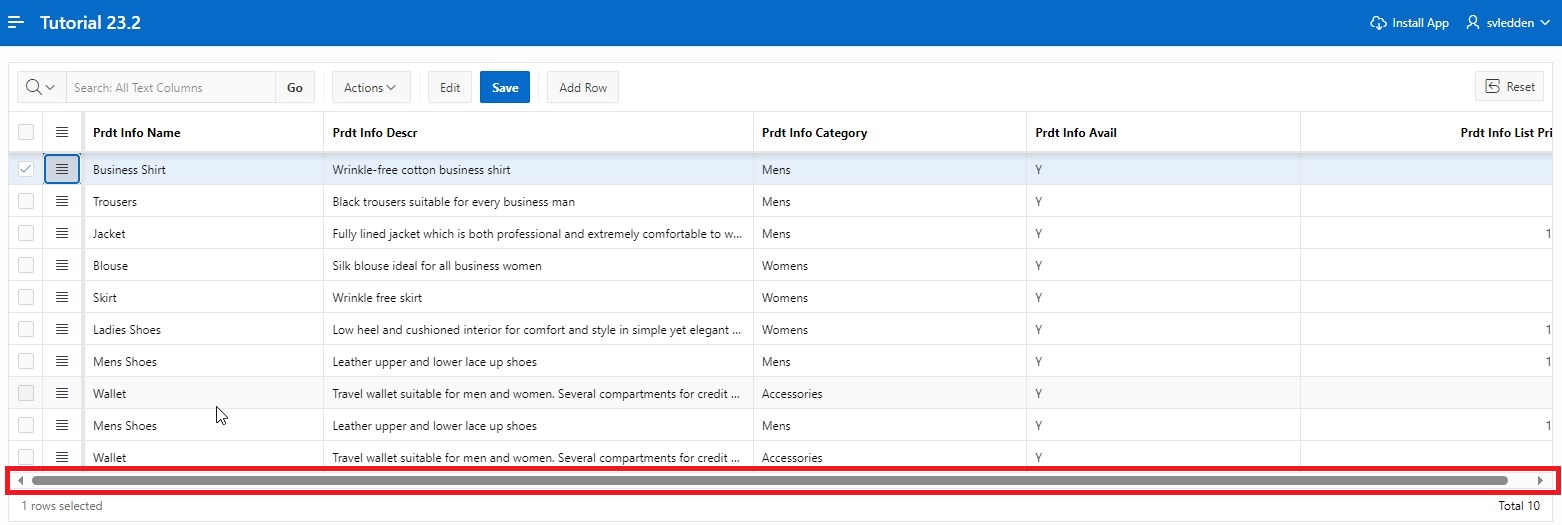 Tutorial 23.2 Install App svledden
Search: All Text Columns Go Actions Edit Save Add Row Reset
Prdt Info Name Prdt Info Descr Prdt Info Category Prdt Info Avail Prdt Info List Pri
Business Shirt Wrinkle-free cotton business shirt Mens Y
Trousers Black trousers suitable for every business man Mens Y
Jacket Fully lined jacket which is both professional and extremely comfortable to w... Mens Y 1
Blouse Silk blouse ideal for all business women Womens Y
Skirt Wrinkle free skirt Womens Y
Ladies Shoes Low heel and cushioned interior for comfort and style in simple yet elegant ... Womens Y 1
Mens Shoes Leather upper and lower lace up shoes Mens Y 1
Wallet Travel wallet suitable for men and women. Several compartments for credit ... Accessories Y
Mens Shoes Leather upper and lower lace up shoes Mens Y 1
Wallet Travel wallet suitable for men and women. Several compartments for credit ... Accessories Y
1 rows selected Total 10